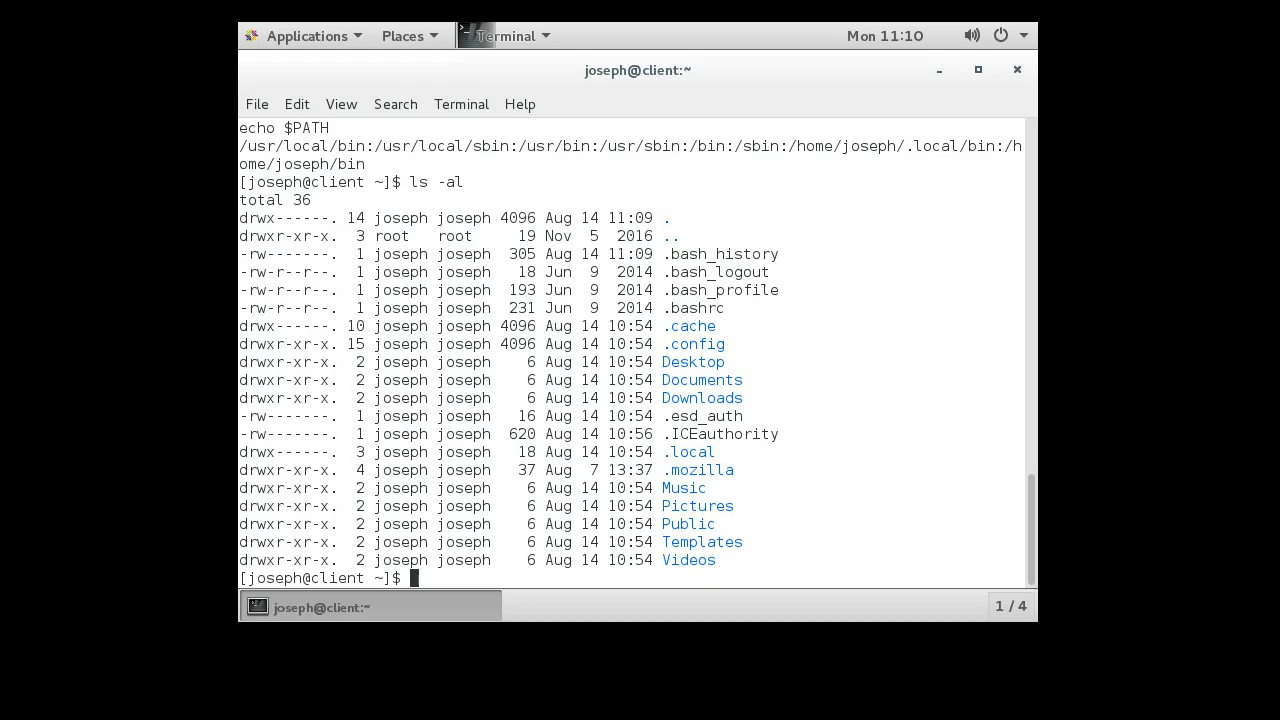 Applications Places Terminal Mon 11:10
joseph@client:~
File Edit View Search Terminal Help
echo $PATH
/usr/local/bin:/usr/local/sbin:/usr/bin:/usr/sbin:/bin:/sbin:/home/joseph/.local/bin:/h
ome/joseph/bin
[joseph@client ~]$ ls -al
total 36
drwx------. 14 joseph joseph 4096 Aug 14 11:09 .
drwxr-xr-x.  3 root   root     19 Nov  5  2016 ..
-rw-------.  1 joseph joseph  305 Aug 14 11:09 .bash_history
-rw-r--r--.  1 joseph joseph   18 Jun  9  2014 .bash_logout
-rw-r--r--.  1 joseph joseph  193 Jun  9  2014 .bash_profile
-rw-r--r--.  1 joseph joseph  231 Jun  9  2014 .bashrc
drwx------. 10 joseph joseph 4096 Aug 14 10:54 .cache
drwxr-xr-x. 15 joseph joseph 4096 Aug 14 10:54 .config
drwxr-xr-x.  2 joseph joseph    6 Aug 14 10:54 Desktop
drwxr-xr-x.  2 joseph joseph    6 Aug 14 10:54 Documents
drwxr-xr-x.  2 joseph joseph    6 Aug 14 10:54 Downloads
-rw-------.  1 joseph joseph   16 Aug 14 10:54 .esd_auth
-rw-------.  1 joseph joseph  620 Aug 14 10:56 .ICEauthority
drwx------.  3 joseph joseph   18 Aug 14 10:54 .local
drwxr-xr-x.  4 joseph joseph   37 Aug  7 13:37 .mozilla
drwxr-xr-x.  2 joseph joseph    6 Aug 14 10:54 Music
drwxr-xr-x.  2 joseph joseph    6 Aug 14 10:54 Pictures
drwxr-xr-x.  2 joseph joseph    6 Aug 14 10:54 Public
drwxr-xr-x.  2 joseph joseph    6 Aug 14 10:54 Templates
drwxr-xr-x.  2 joseph joseph    6 Aug 14 10:54 Videos
[joseph@client ~]$
joseph@client:~ 1 / 4